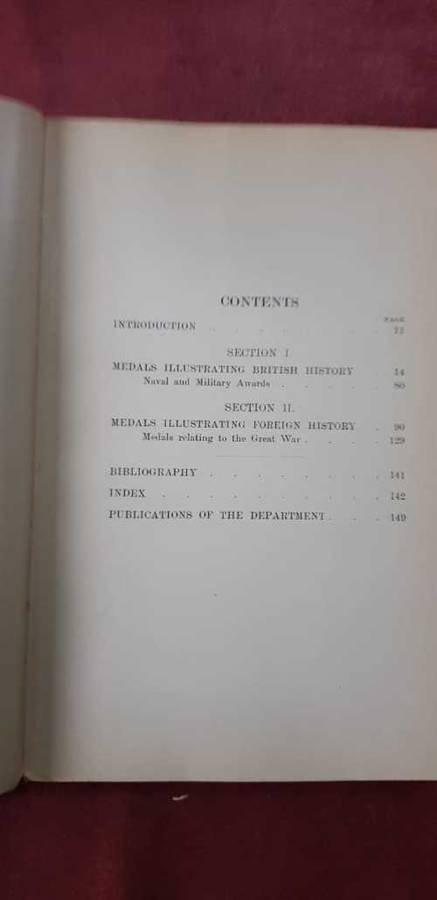 CONTENTS
PAGE
INTRODUCTION . . . . . . .
SECTION I
MEDALS ILLUSTRATING BRITISH HISTORY . 14
Naval and Military Awards . . . . . 80
SECTION II.
MEDALS ILLUSTRATING FOREIGN HISTORY . 90
Medals relating to the Great War . . . . 129
BIBLIOGRAPHY . . . . . . . . 141
INDEX . . . . . . . . . . 142
PUBLICATIONS OF THE DEPARTMENT . . . 149